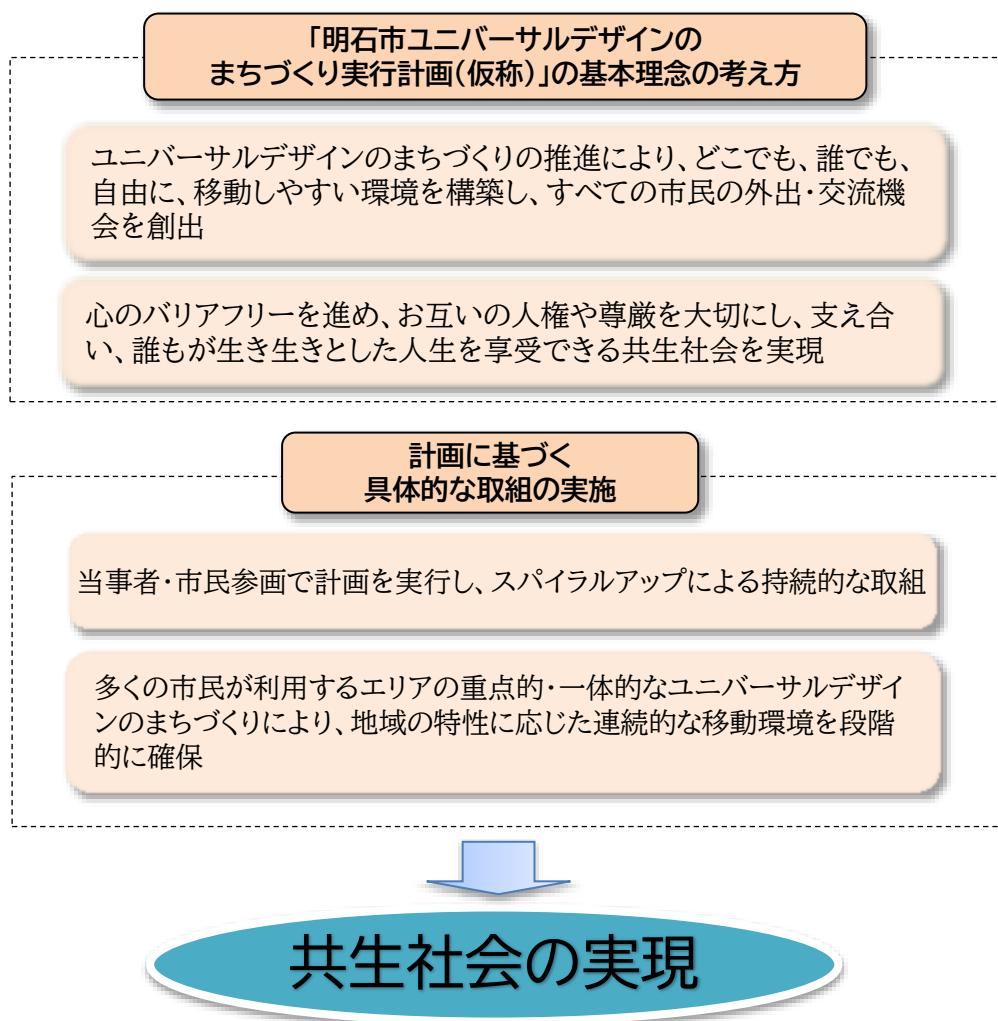 「明石市ユニバーサルデザインの
まちづくり実行計画(仮称)」の基本理念の考え方
ユニバーサルデザインのまちづくりの推進により、どこでも、誰でも、
自由に、移動しやすい環境を構築し、すべての市民の外出・交流機
会を創出
心のバリアフリーを進め、お互いの人権や尊厳を大切にし、支え合
い、誰もが生き生きとした人生を享受できる共生社会を実現
計画に基づく
具体的な取組の実施
当事者・市民参画で計画を実行し、スパイラルアップによる持続的な取組
多くの市民が利用するエリアの重点的・一体的なユニバーサルデザイ
ンのまちづくりにより、地域の特性に応じた連続的な移動環境を段階
的に確保
共生社会の実現